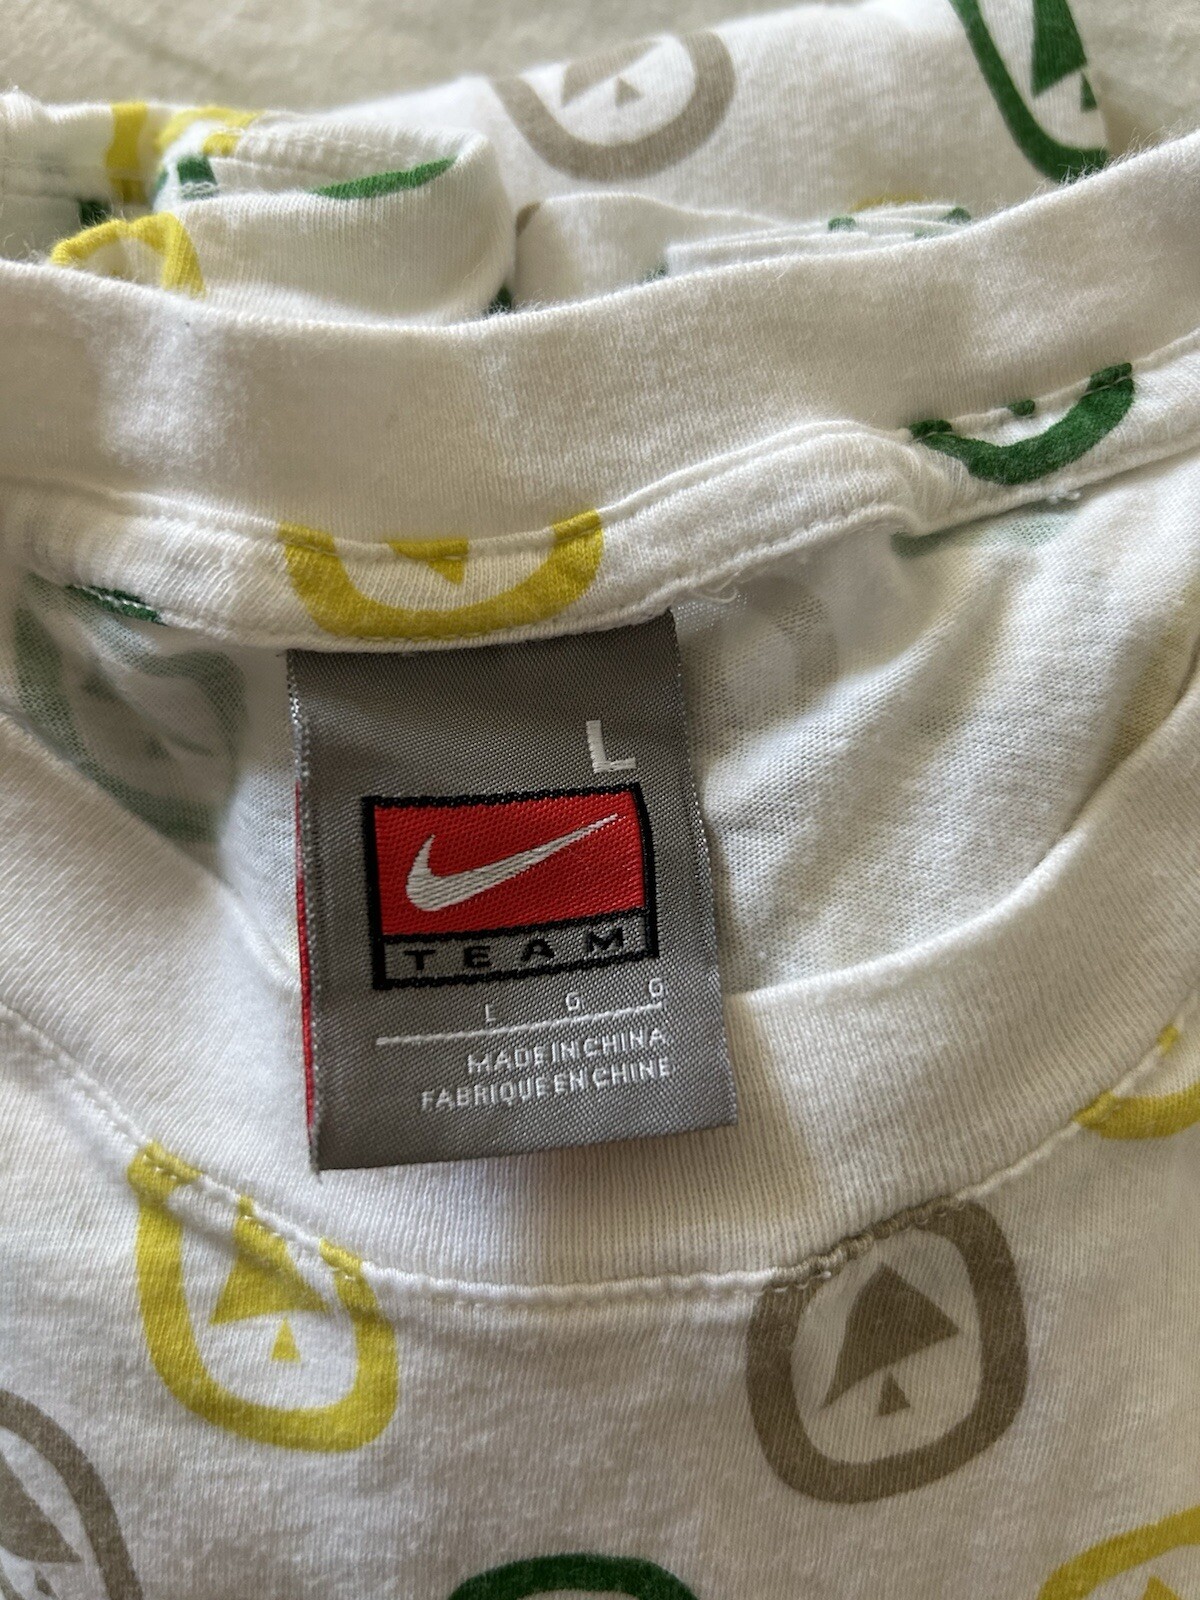 L
TEAM
L G G
MADE IN CHINA
FABRIQUE EN CHINE